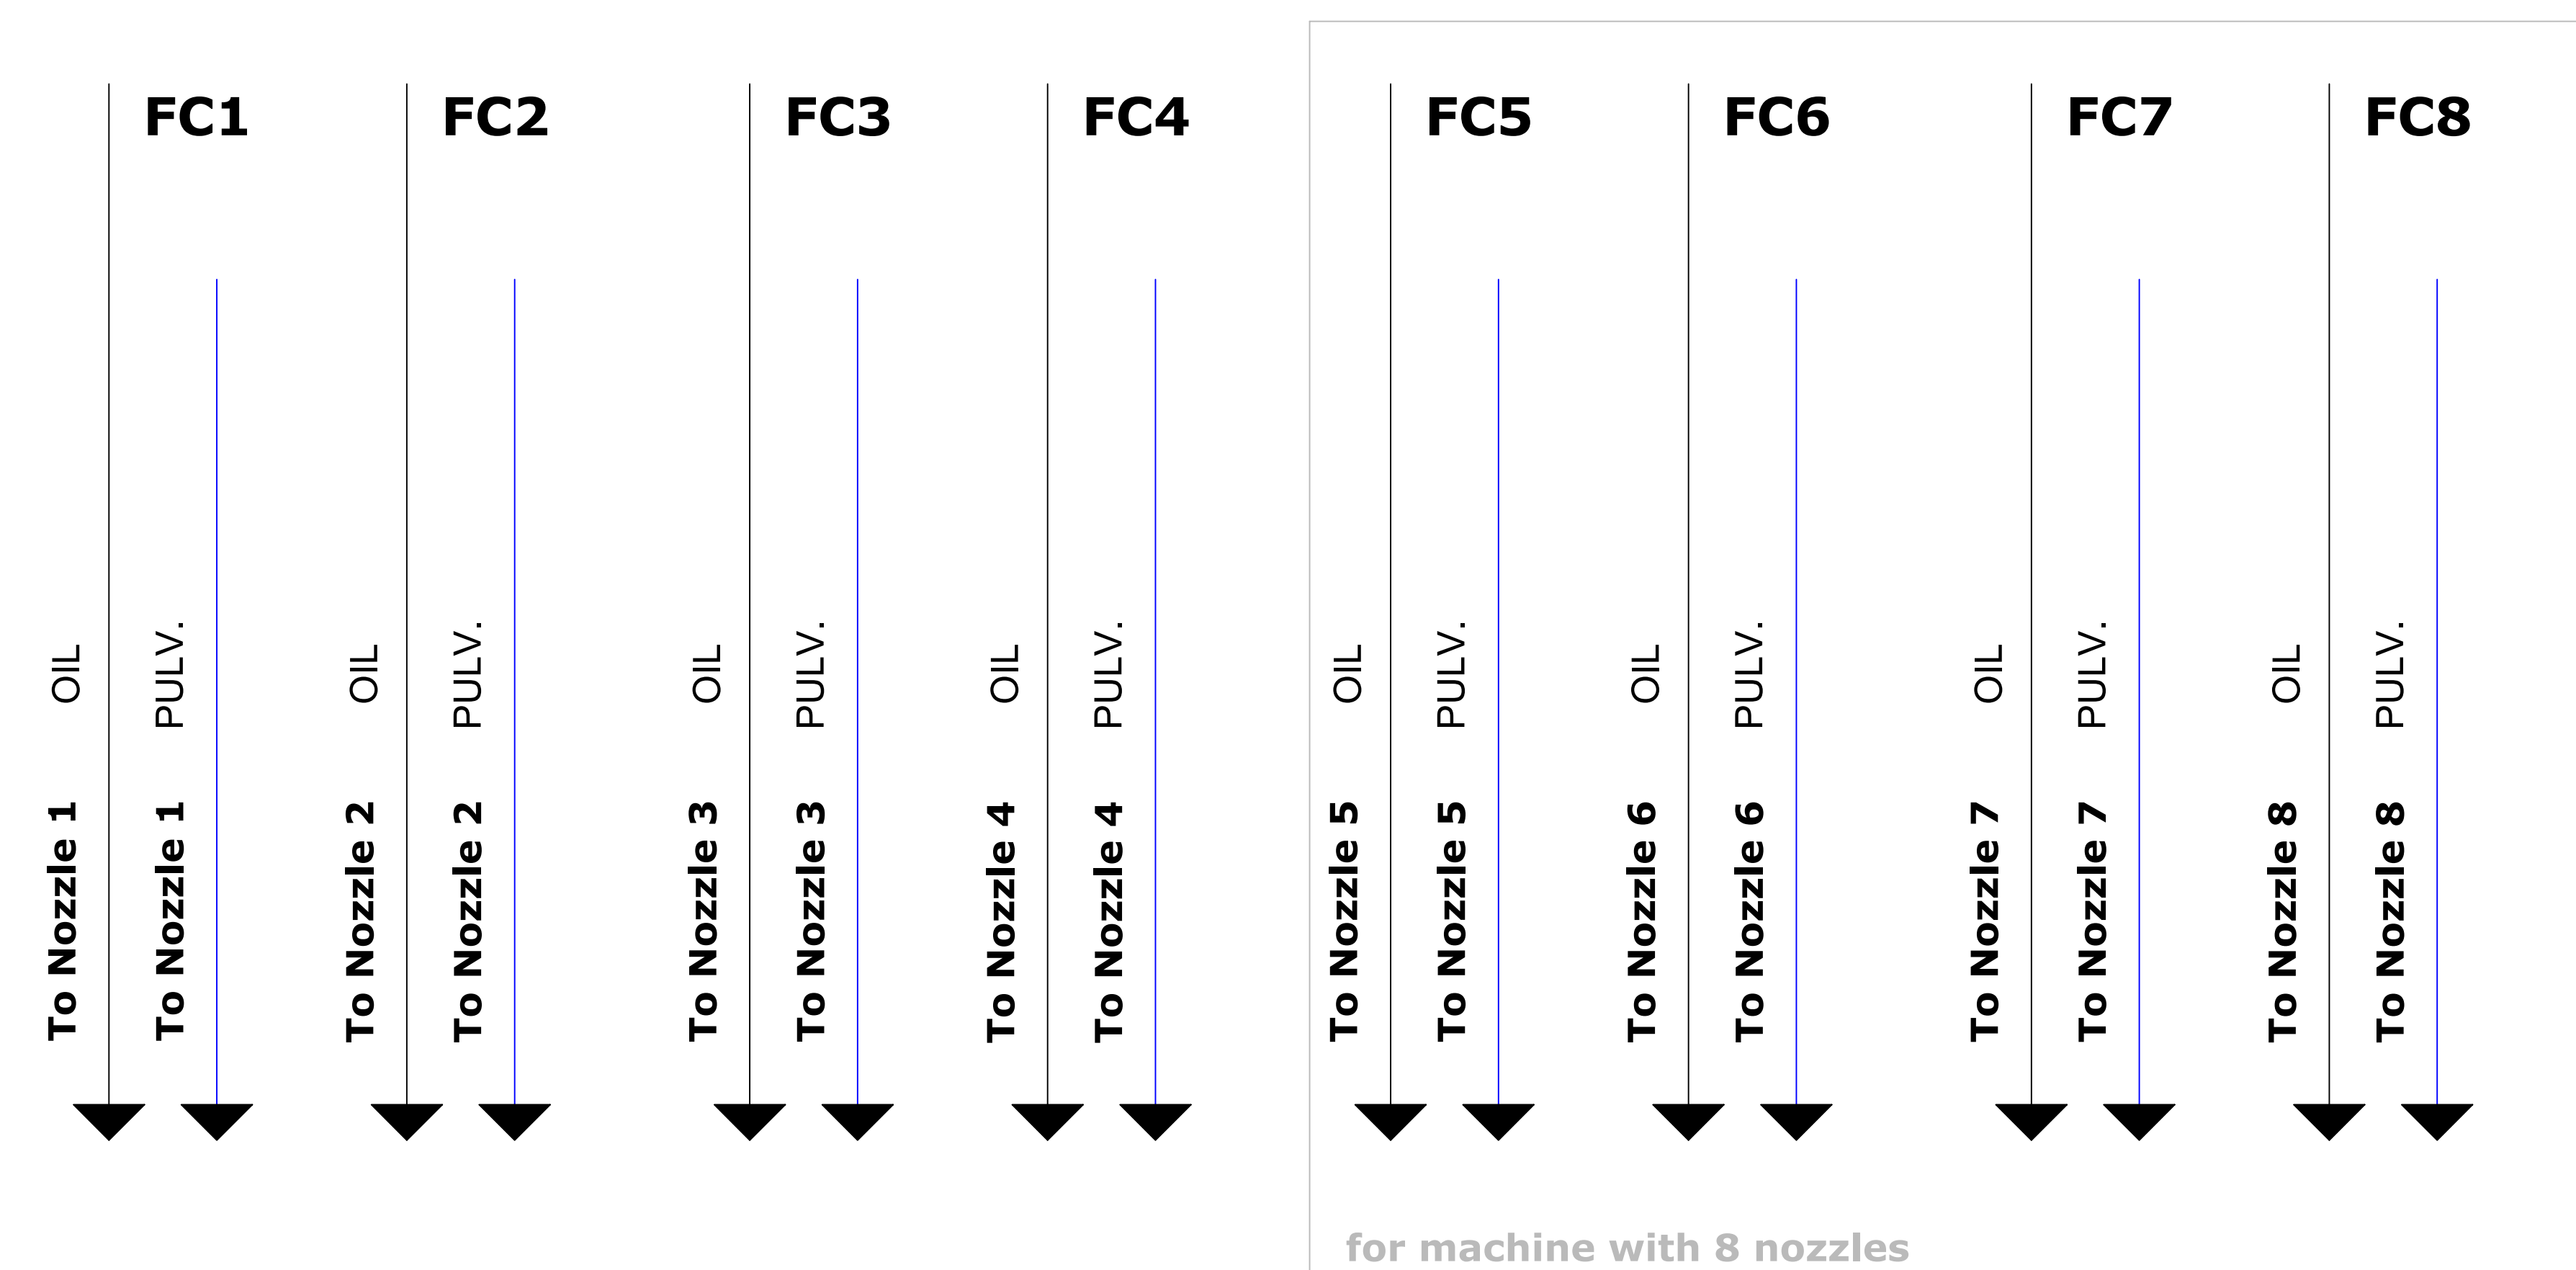 FC1
FC2
FC3
FC4
FC5
FC6
FC7
FC8
OIL
PULV.
OIL
PULV.
OIL
PULV.
OIL
PULV.
OIL
PULV.
OIL
PULV.
OIL
PULV.
OIL
PULV.
To Nozzle 1
To Nozzle 1
To Nozzle 2
To Nozzle 2
To Nozzle 3
To Nozzle 3
To Nozzle 4
To Nozzle 4
To Nozzle 5
To Nozzle 5
To Nozzle 6
To Nozzle 6
To Nozzle 7
To Nozzle 7
To Nozzle 8
To Nozzle 8
for machine with 8 nozzles